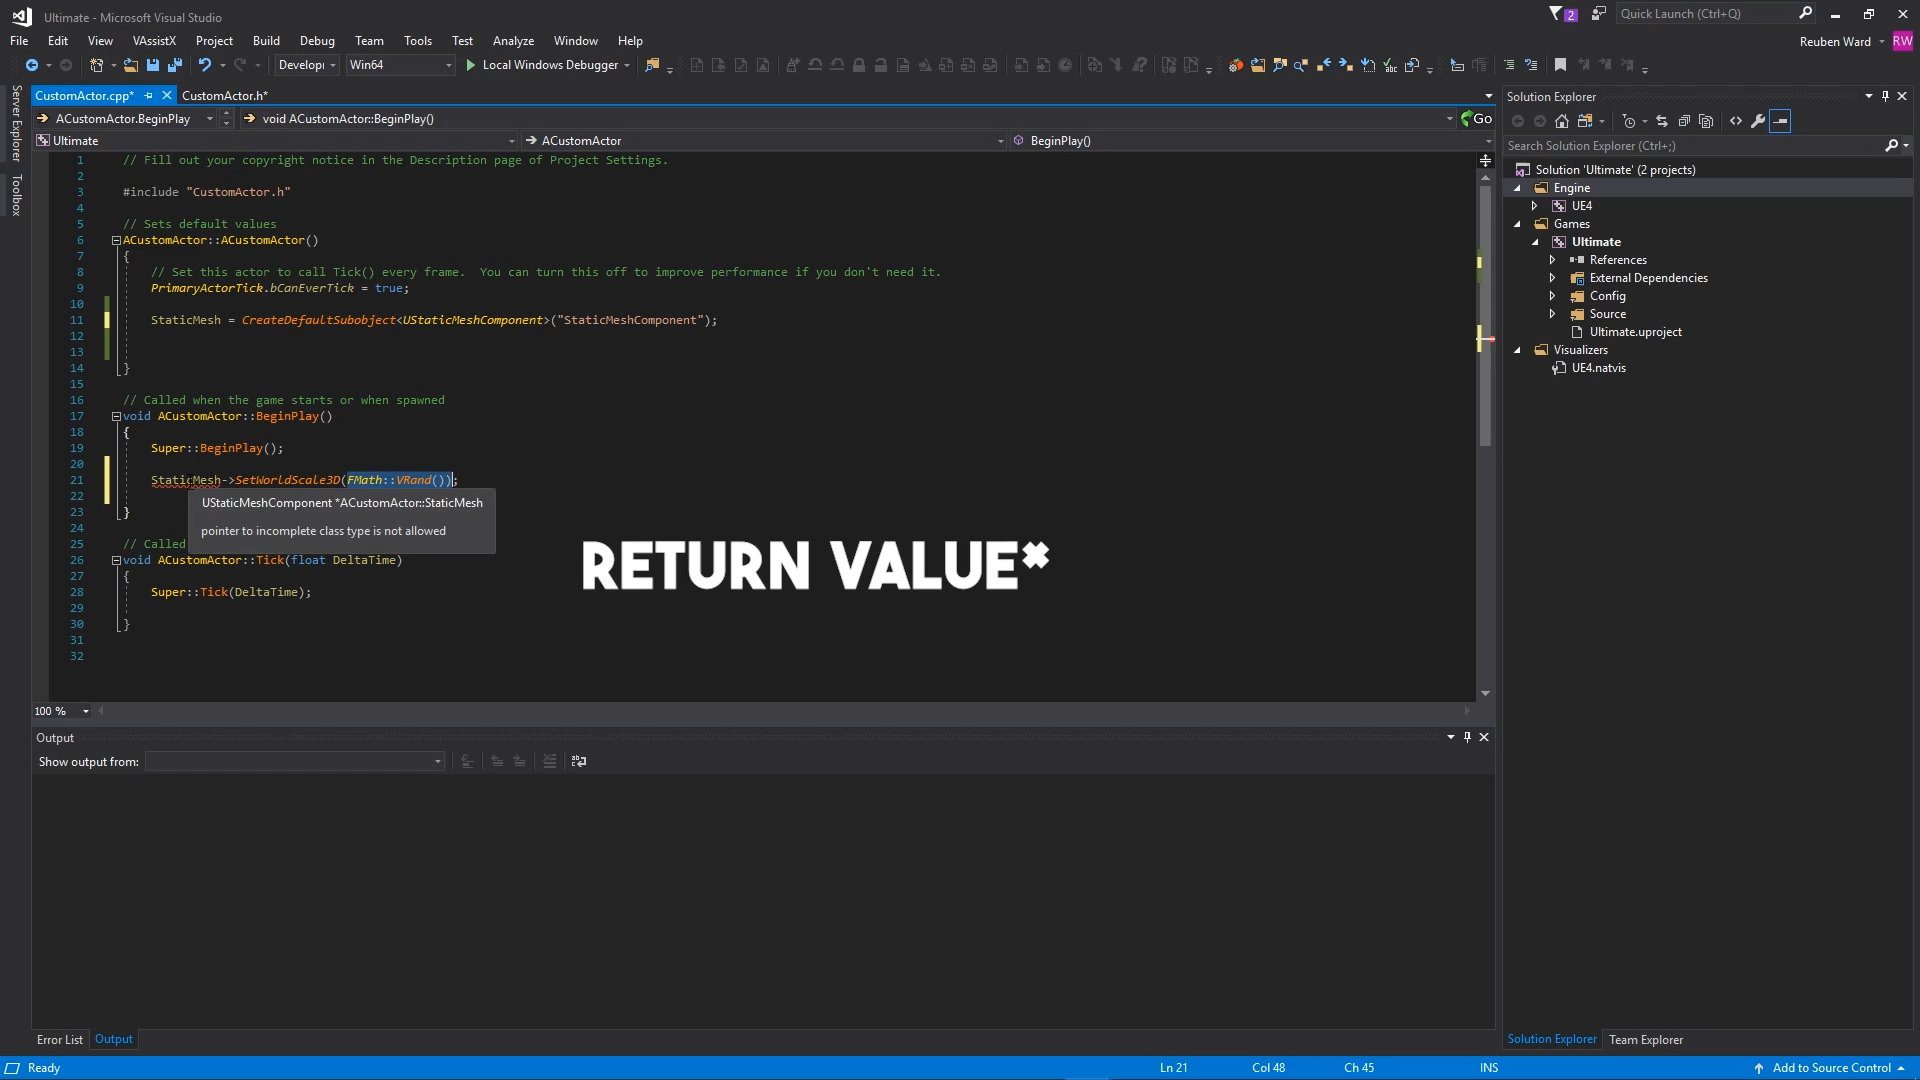 Ultimate - Microsoft Visual Studio
2
Quick Launch (Ctrl+Q)
File Edit View VAssistX Project Build Debug Team Tools Test Analyze Window Help
Reuben Ward
RW
Develop
Win64
Local Windows Debugger
Server Explorer
Toolbox
CustomActor.cpp*
CustomActor.h*
ACustomActor.BeginPlay
void ACustomActor::BeginPlay()
Go
Ultimate
ACustomActor
BeginPlay()
1 // Fill out your copyright notice in the Description page of Project Settings.
2
3 #include "CustomActor.h"
4
5 // Sets default values
6 ACustomActor::ACustomActor()
7 {
8 // Set this actor to call Tick() every frame.  You can turn this off to improve performance if you don't need it.
9 PrimaryActorTick.bCanEverTick = true;
10
11 StaticMesh = CreateDefaultSubobject<UStaticMeshComponent>("StaticMeshComponent");
12
13
14 }
15
16 // Called when the game starts or when spawned
17 void ACustomActor::BeginPlay()
18 {
19 Super::BeginPlay();
20
21 StaticMesh->SetWorldScale3D(FMath::VRand());
22
UStaticMeshComponent *ACustomActor::StaticMesh
23 }
pointer to incomplete class type is not allowed
24
25 // Called
26 void ACustomActor::Tick(float DeltaTime)
27 {
28 Super::Tick(DeltaTime);
29
30 }
31
32
RETURN VALUE*
100 %
Output
Show output from:
Error List
Output
Solution Explorer
Search Solution Explorer (Ctrl+;)
Solution 'Ultimate' (2 projects)
Engine
UE4
Games
Ultimate
References
External Dependencies
Config
Source
Ultimate.uproject
Visualizers
UE4.natvis
Solution Explorer
Team Explorer
Ready
Ln 21
Col 48
Ch 45
INS
Add to Source Control